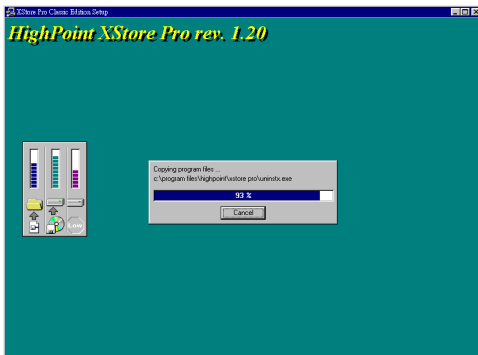 XStore Pro Classic Edition Setup
HighPoint XStore Pro rev. 1.20
Copying program files ...
c:\program files\highpoint\xstore pro\uninstx.exe
93 %
Cancel
Low